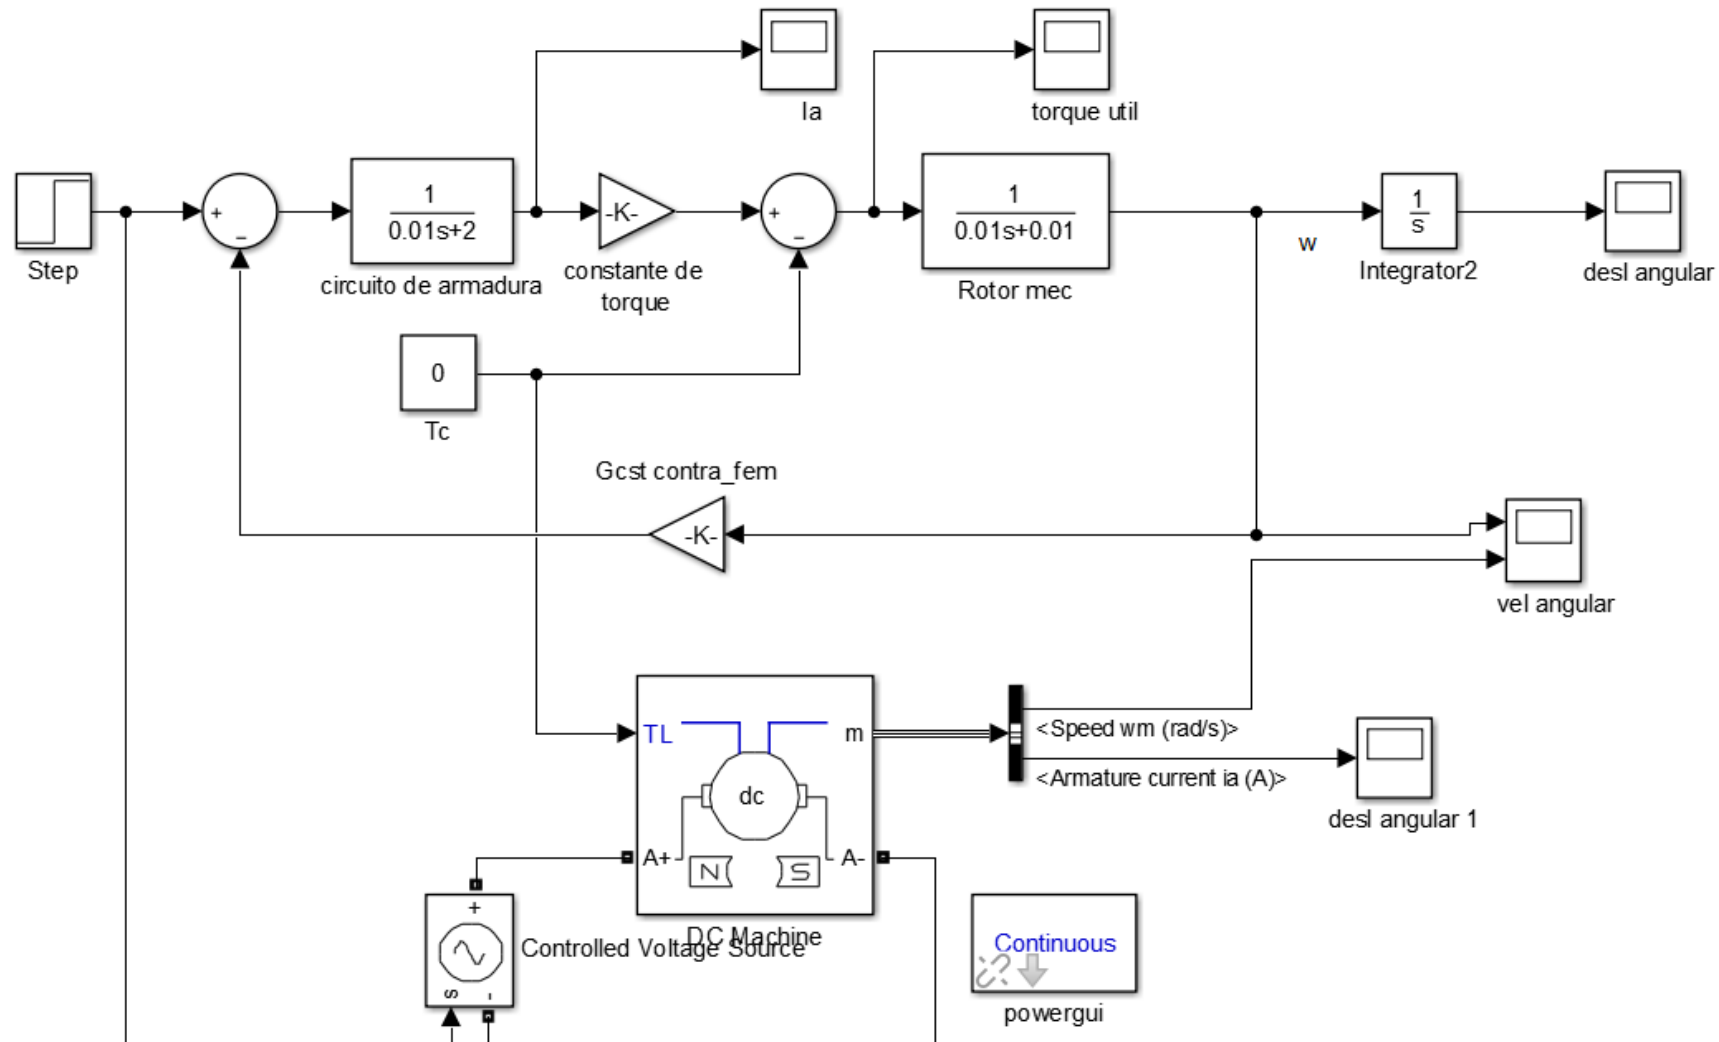 Ia
torque util
Step
+
−
1
0.01s+2
circuito de armadura
-K-
constante de
torque
+
−
1
0.01s+0.01
Rotor mec
w
1
s
Integrator2
desl angular
0
Tc
Gcst contra_fem
-K-
vel angular
TL
m
dc
A+
A-
N
S
DC Machine
<Speed wm (rad/s)>
<Armature current ia (A)>
desl angular 1
+
s
-
Controlled Voltage Source
Continuous
powergui